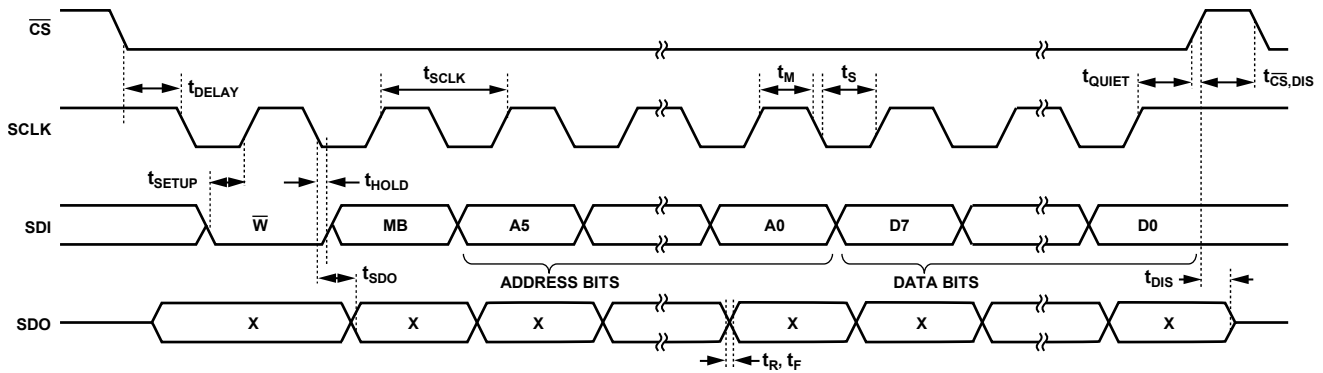 CS
tDELAY
tSCLK
tM
tS
tQUIET
tCS,DIS
SCLK
tSETUP
tHOLD
SDI
W
MB
A5
A0
D7
D0
tSDO
ADDRESS BITS
DATA BITS
tDIS
SDO
X
X
X
X
X
X
tR, tF